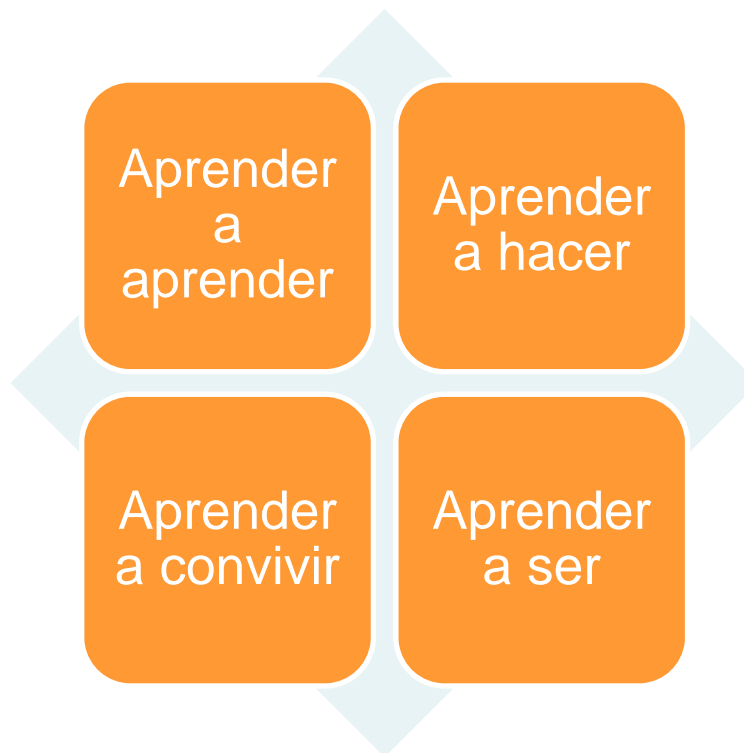 Aprender
a
aprender
Aprender
a hacer
Aprender
a convivir
Aprender
a ser